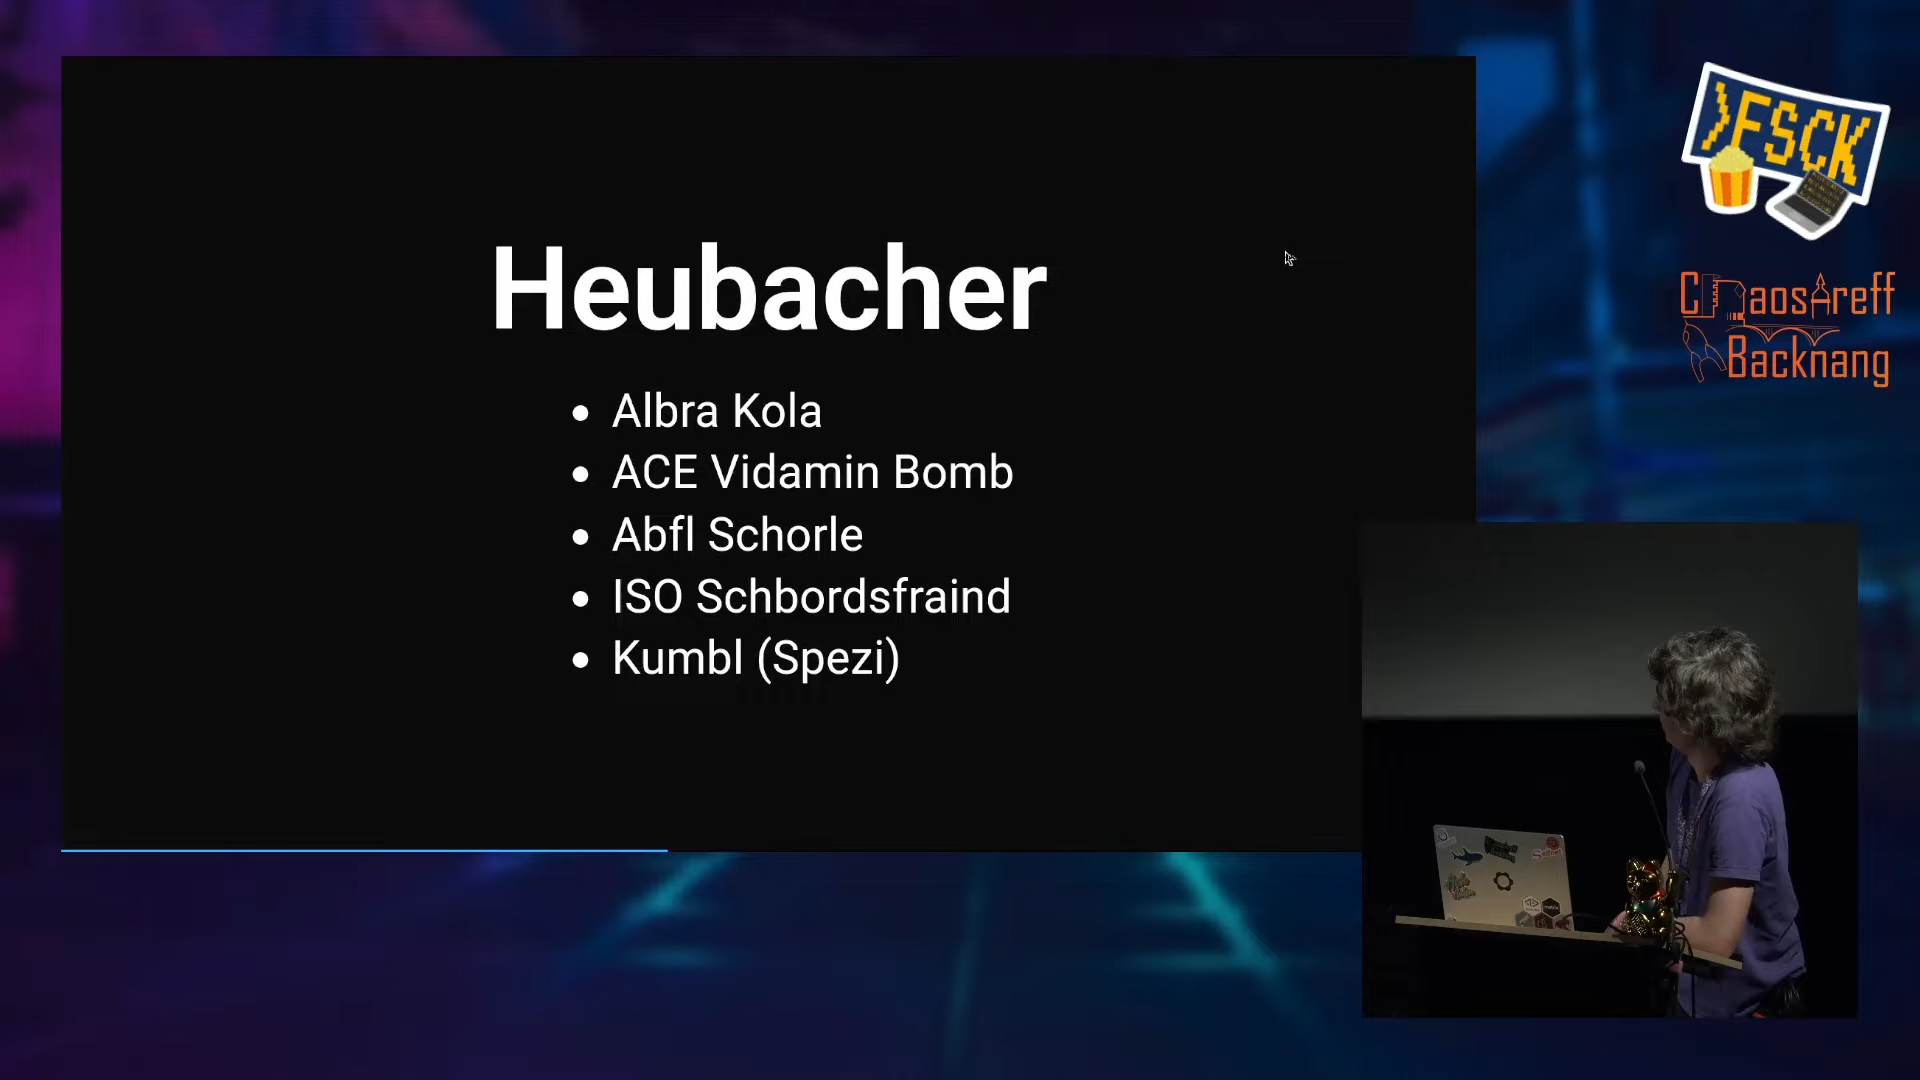 Heubacher
Albra Kola
ACE Vidamin Bomb
Abfl Schorle
ISO Schbordsfraind
Kumbl (Spezi)
}FSCK
ChaosTreff
Backnang